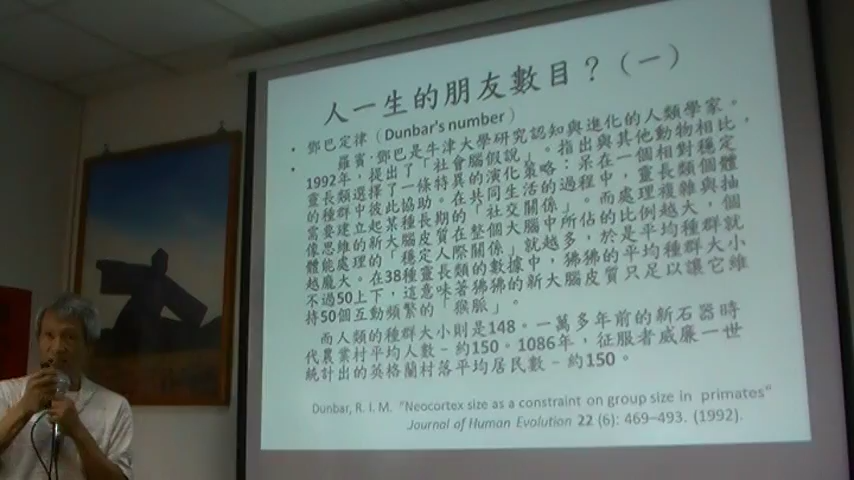 人一生的朋友數目？（一）
• 鄧巴定律（Dunbar's number）
• 羅賓·鄧巴是牛津大學研究認知與進化的人類學家。
1992年，提出了「社會腦假說」。指出與其他動物相比，
靈長類選擇了一條特異的演化策略：呆在一個相對穩定
的種群中彼此協助。在共同生活的過程中，靈長類個體
需要建立起某種長期的「社交關係」。而處理複雜與抽
像思維的新大腦皮質在整個大腦中所佔的比例越大，個
體能處理的「穩定人際關係」就越多，於是平均種群就
越龐大。在38種靈長類的數據中，狒狒的平均種群大小
不過50上下，這意味著狒狒的新大腦皮質只足以讓它維
持50個互動頻繁的「猴脈」。
而人類的種群大小則是148。一萬多年前的新石器時
代農業村平均人數–約150。1086年，征服者威廉一世
統計出的英格蘭村落平均居民數–約150。
Dunbar, R. I. M. "Neocortex size as a constraint on group size in primates"
Journal of Human Evolution 22 (6): 469–493. (1992).